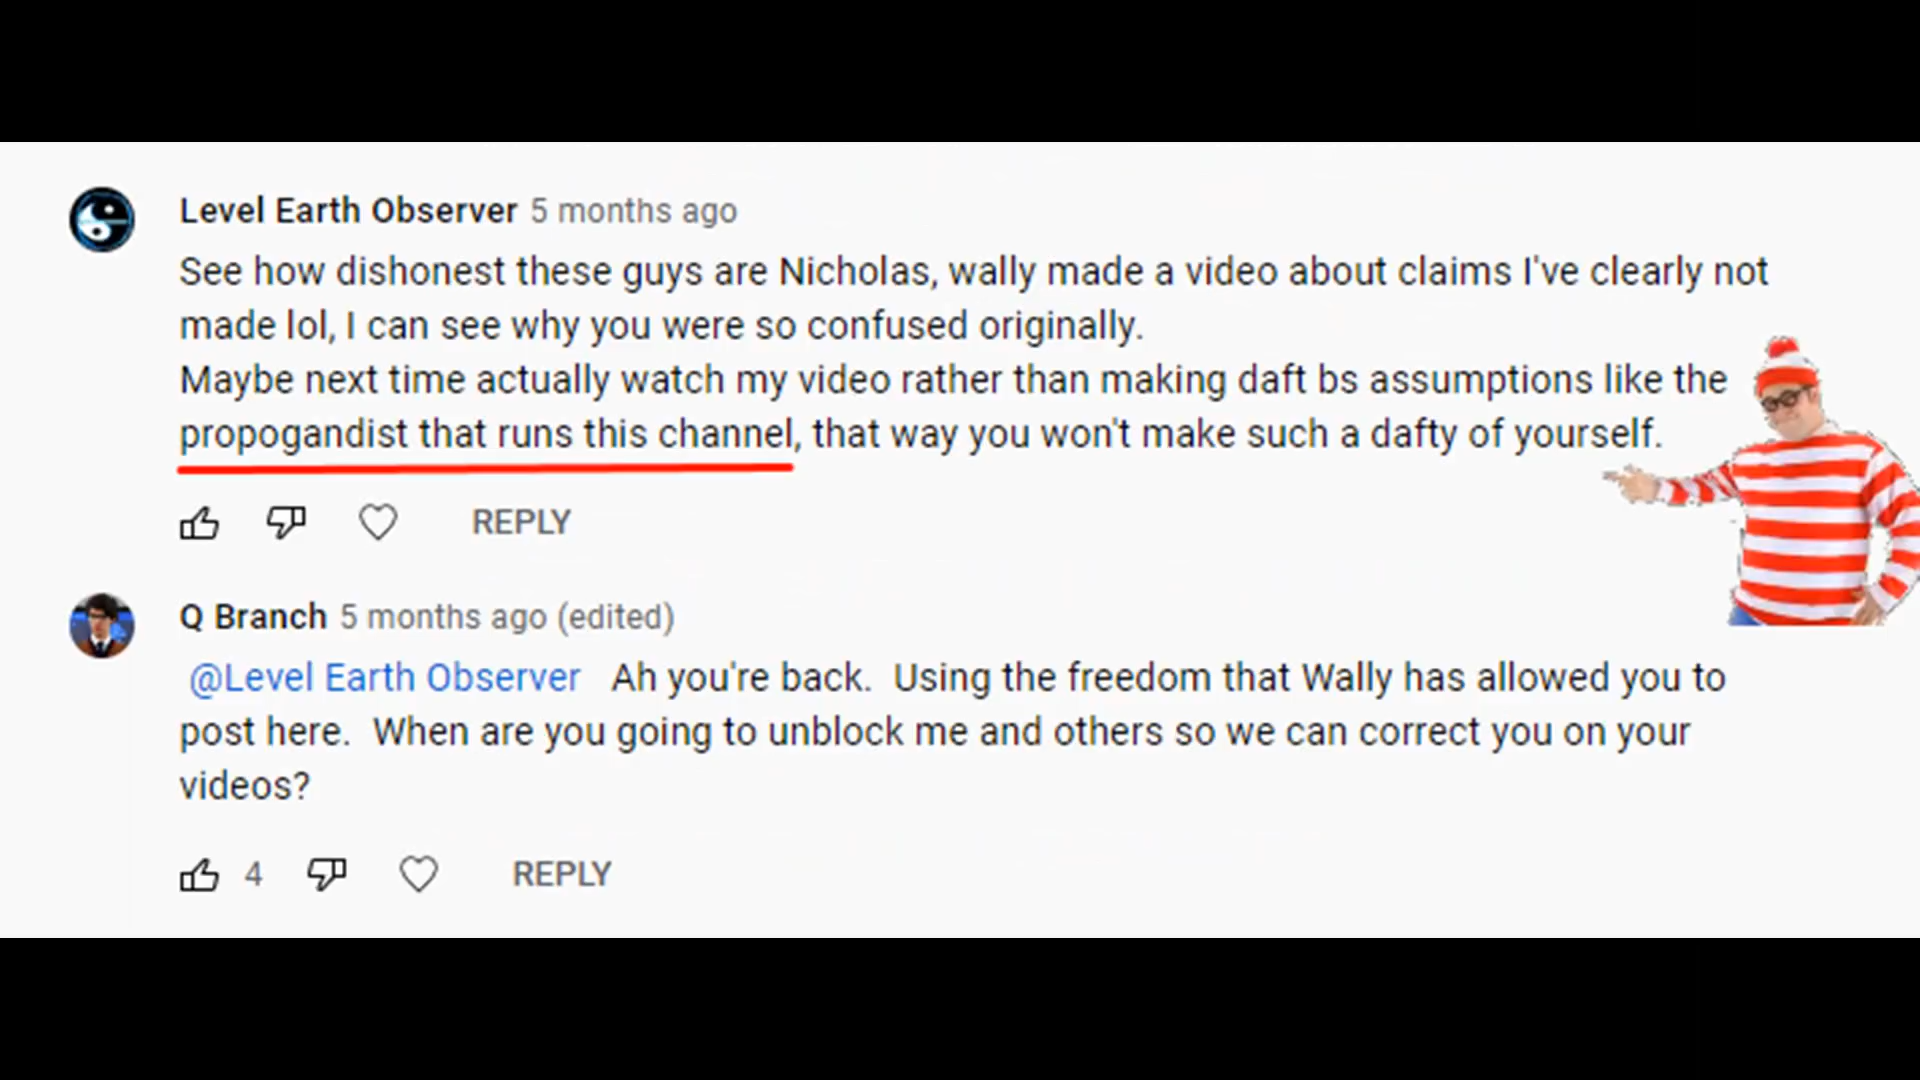 Level Earth Observer 5 months ago
See how dishonest these guys are Nicholas, wally made a video about claims I've clearly not
made lol, I can see why you were so confused originally.
Maybe next time actually watch my video rather than making daft bs assumptions like the
propogandist that runs this channel, that way you won't make such a dafty of yourself.
REPLY
Q Branch 5 months ago (edited)
@Level Earth Observer Ah you're back. Using the freedom that Wally has allowed you to
post here. When are you going to unblock me and others so we can correct you on your
videos?
4 REPLY